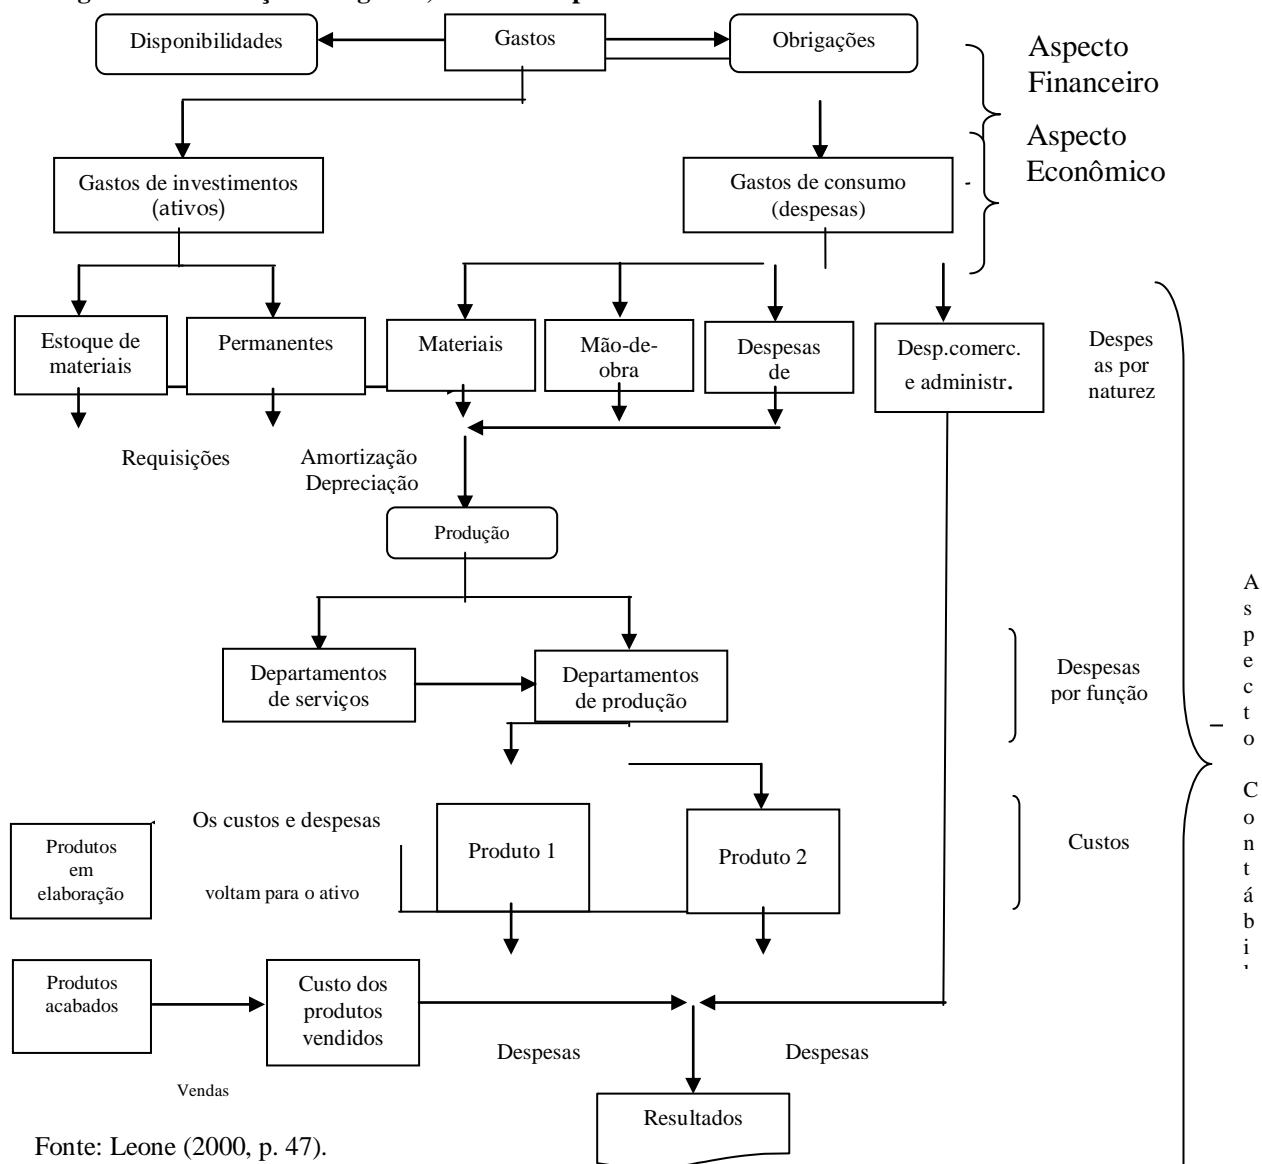 Disponibilidades
Gastos
Obrigações
Aspecto
Financeiro
Aspecto
Econômico
Gastos de investimentos
(ativos)
Gastos de consumo
(despesas)
Estoque de
materiais
Permanentes
Materiais
Mão-de-
obra
Despesas
de
Desp.comerc.
e administr.
Despes
as por
naturez
Requisições
Amortização
Depreciação
Produção
Departamentos
de serviços
Departamentos
de produção
Despesas
por função
Aspecto Contábil
Produtos
em
elaboração
Os custos e despesas
voltam para o ativo
Produto 1
Produto 2
Custos
Produtos
acabados
Custo dos
produtos
vendidos
Despesas
Despesas
Vendas
Resultados
Fonte: Leone (2000, p. 47).